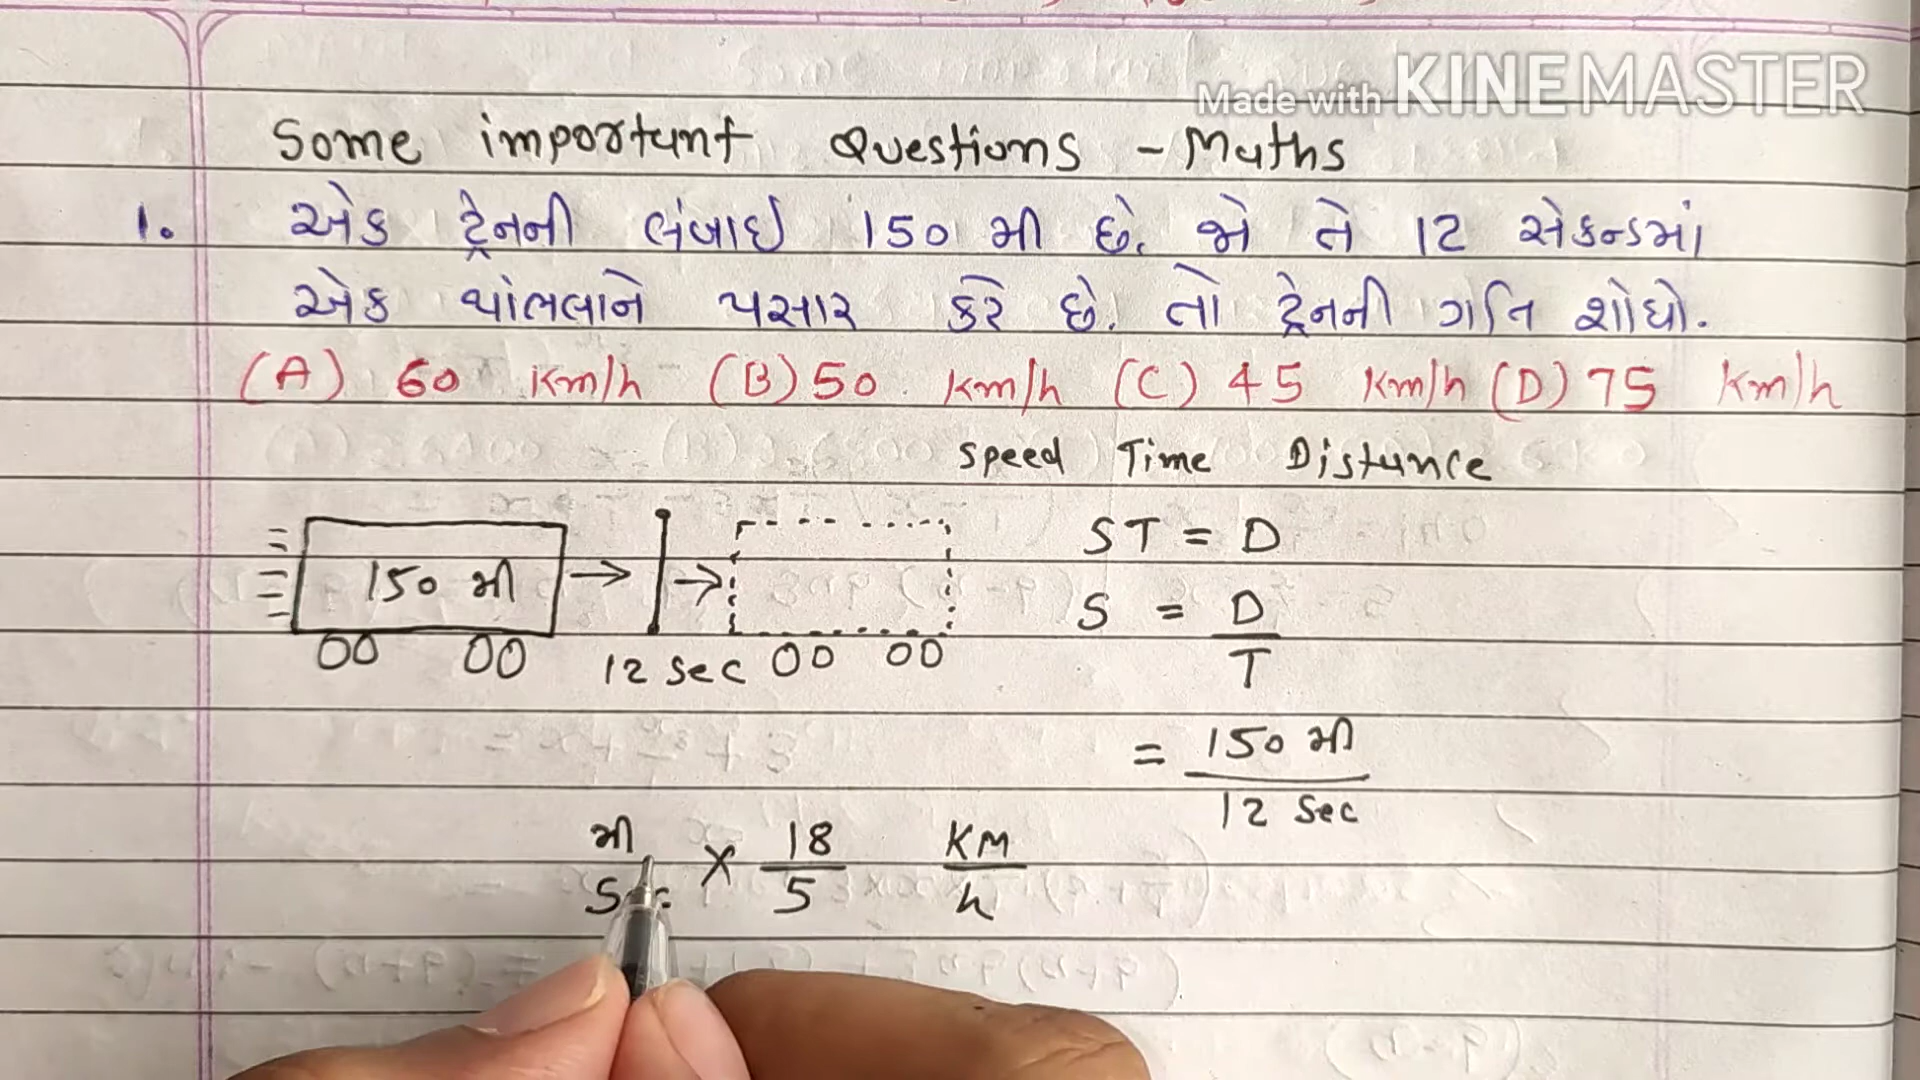 Made with KINEMASTER
Some important Questions - Maths
1. એક ટ્રેનની લંબાઈ 150 મી છે. જો તે 12 સેકન્ડમાં
એક થાંભલાને પસાર કરે છે. તો ટ્રેનની ગતિ શોધો.
(A) 60 Km/h (B) 50 Km/h (C) 45 Km/h (D) 75 Km/h
Speed Time Distance
150 મી
12 Sec
ST = D
S = D
T
= 150 મી
12 Sec
મી × 18 KM
5 h